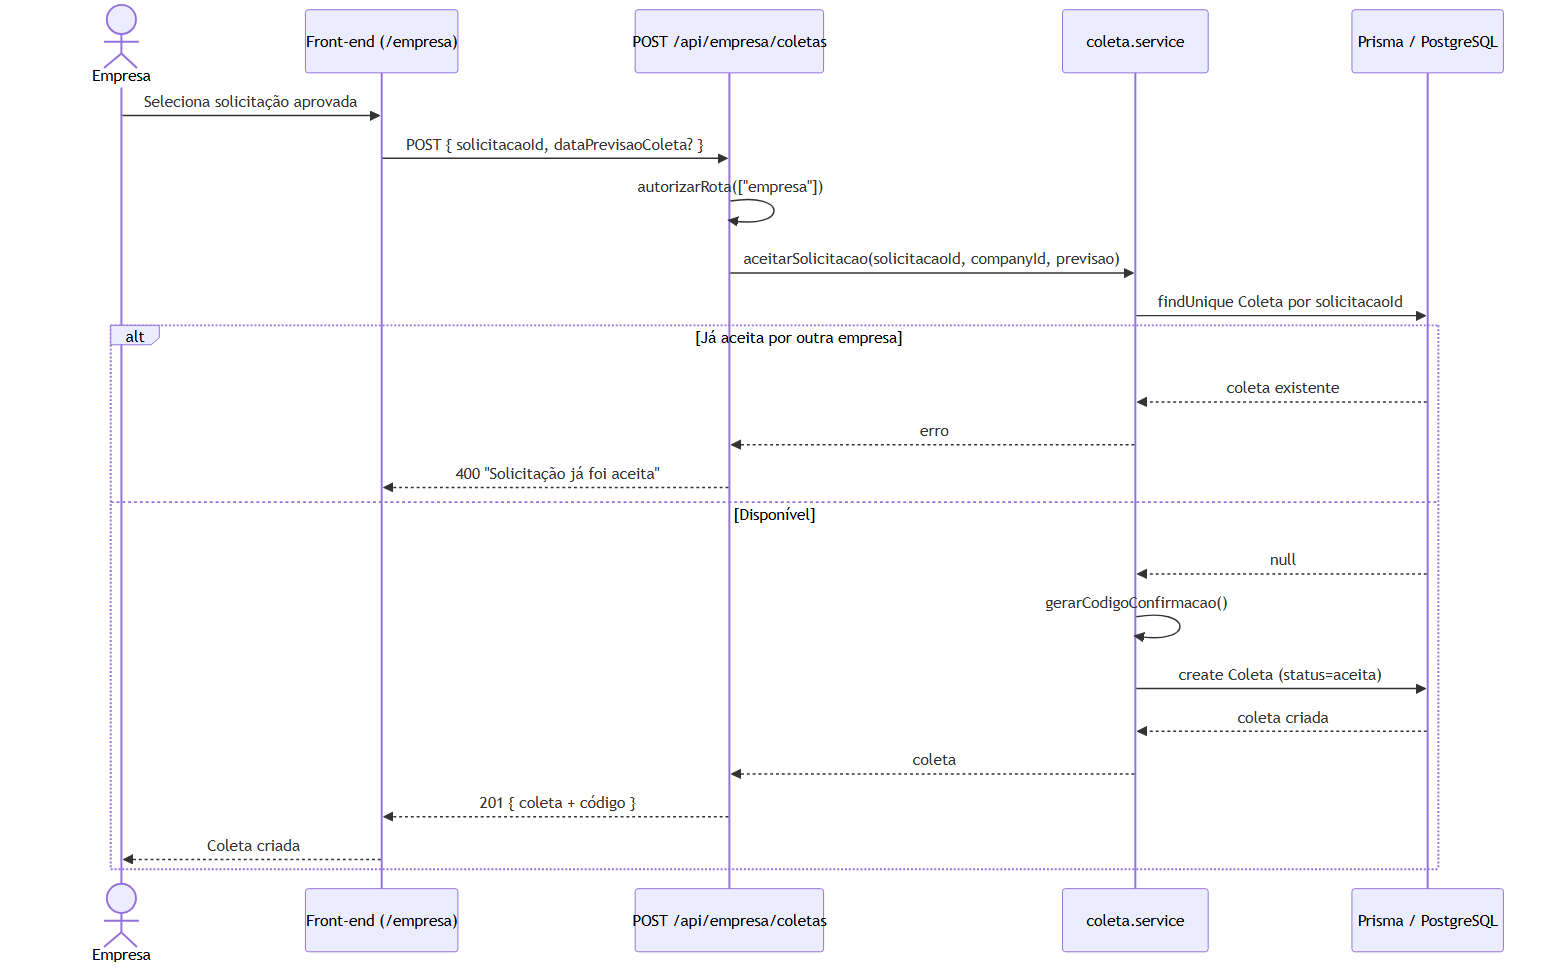 Empresa
Front-end (/empresa)
POST /api/empresa/coletas
coleta.service
Prisma / PostgreSQL
Seleciona solicitação aprovada
POST { solicitacaoId, dataPrevisaoColeta? }
autorizarRota(["empresa"])
aceitarSolicitacao(solicitacaoId, companyId, previsao)
findUnique Coleta por solicitacaoId
alt
[Já aceita por outra empresa]
coleta existente
erro
400 "Solicitação já foi aceita"
[Disponível]
null
gerarCodigoConfirmacao()
create Coleta (status=aceita)
coleta criada
coleta
201 { coleta + código }
Coleta criada
Empresa
Front-end (/empresa)
POST /api/empresa/coletas
coleta.service
Prisma / PostgreSQL